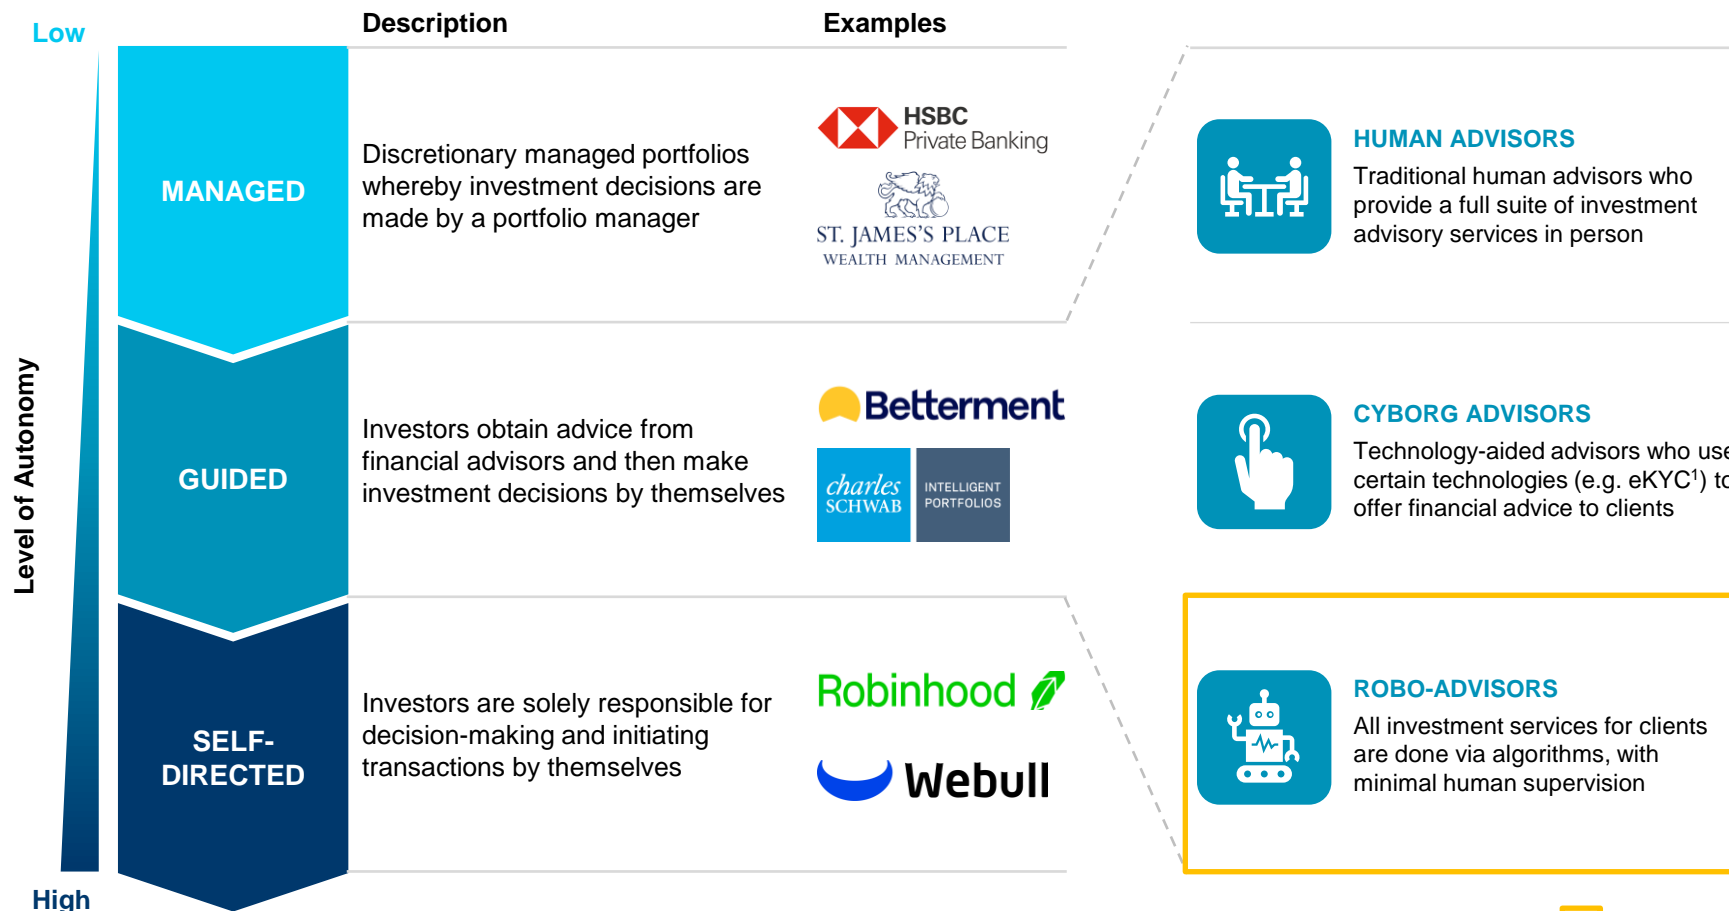 Low
Description
Examples
Level of Autonomy
MANAGED
Discretionary managed portfolios
whereby investment decisions are
made by a portfolio manager
HSBC
Private Banking
ST. JAMES'S PLACE
WEALTH MANAGEMENT
HUMAN ADVISORS
Traditional human advisors who
provide a full suite of investment
advisory services in person
GUIDED
Investors obtain advice from
financial advisors and then make
investment decisions by themselves
Betterment
charles
SCHWAB
INTELLIGENT
PORTFOLIOS
CYBORG ADVISORS
Technology-aided advisors who use
certain technologies (e.g. eKYC¹) to
offer financial advice to clients
SELF-
DIRECTED
Investors are solely responsible for
decision-making and initiating
transactions by themselves
Robinhood
Webull
ROBO-ADVISORS
All investment services for clients
are done via algorithms, with
minimal human supervision
High